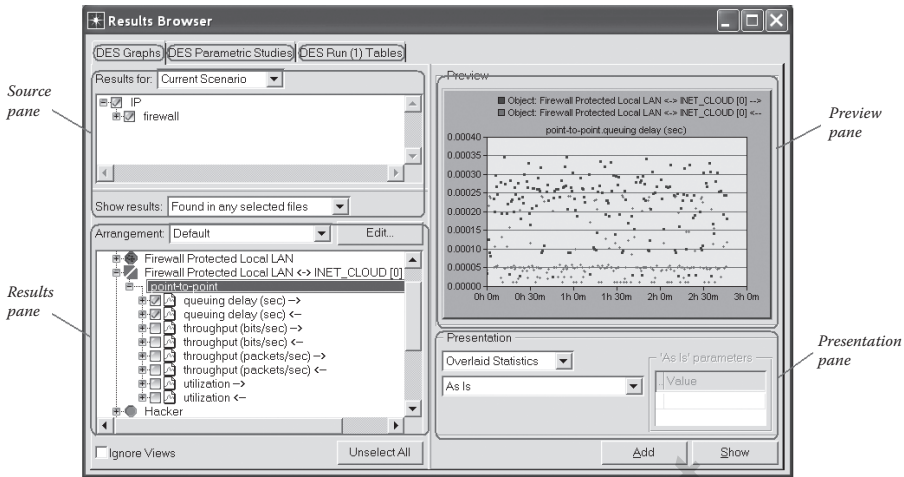 Results Browser
DES Graphs DES Parametric Studies DES Run (1) Tables
Source pane
Results for: Current Scenario
IP
firewall
Show results: Found in any selected files
Results pane
Arrangement: Default Edit...
Firewall Protected Local LAN
Firewall Protected Local LAN <-> INET_CLOUD [0]
point-to-point
queuing delay (sec) -->
queuing delay (sec) <--
throughput (bits/sec) -->
throughput (bits/sec) <--
throughput (packets/sec) -->
throughput (packets/sec) <--
utilization -->
utilization <--
Hacker
Ignore Views Unselect All
Preview
Preview pane
Object: Firewall Protected Local LAN <-> INET_CLOUD [0] -->
Object: Firewall Protected Local LAN <-> INET_CLOUD [0] <--
point-to-point.queuing delay (sec)
0.00040
0.00035
0.00030
0.00025
0.00020
0.00015
0.00010
0.00005
0.00000
0h 0m 0h 30m 1h 0m 1h 30m 2h 0m 2h 30m 3h 0m
Presentation
Presentation pane
Overlaid Statistics
As Is
'As Is' parameters
Value
Add Show